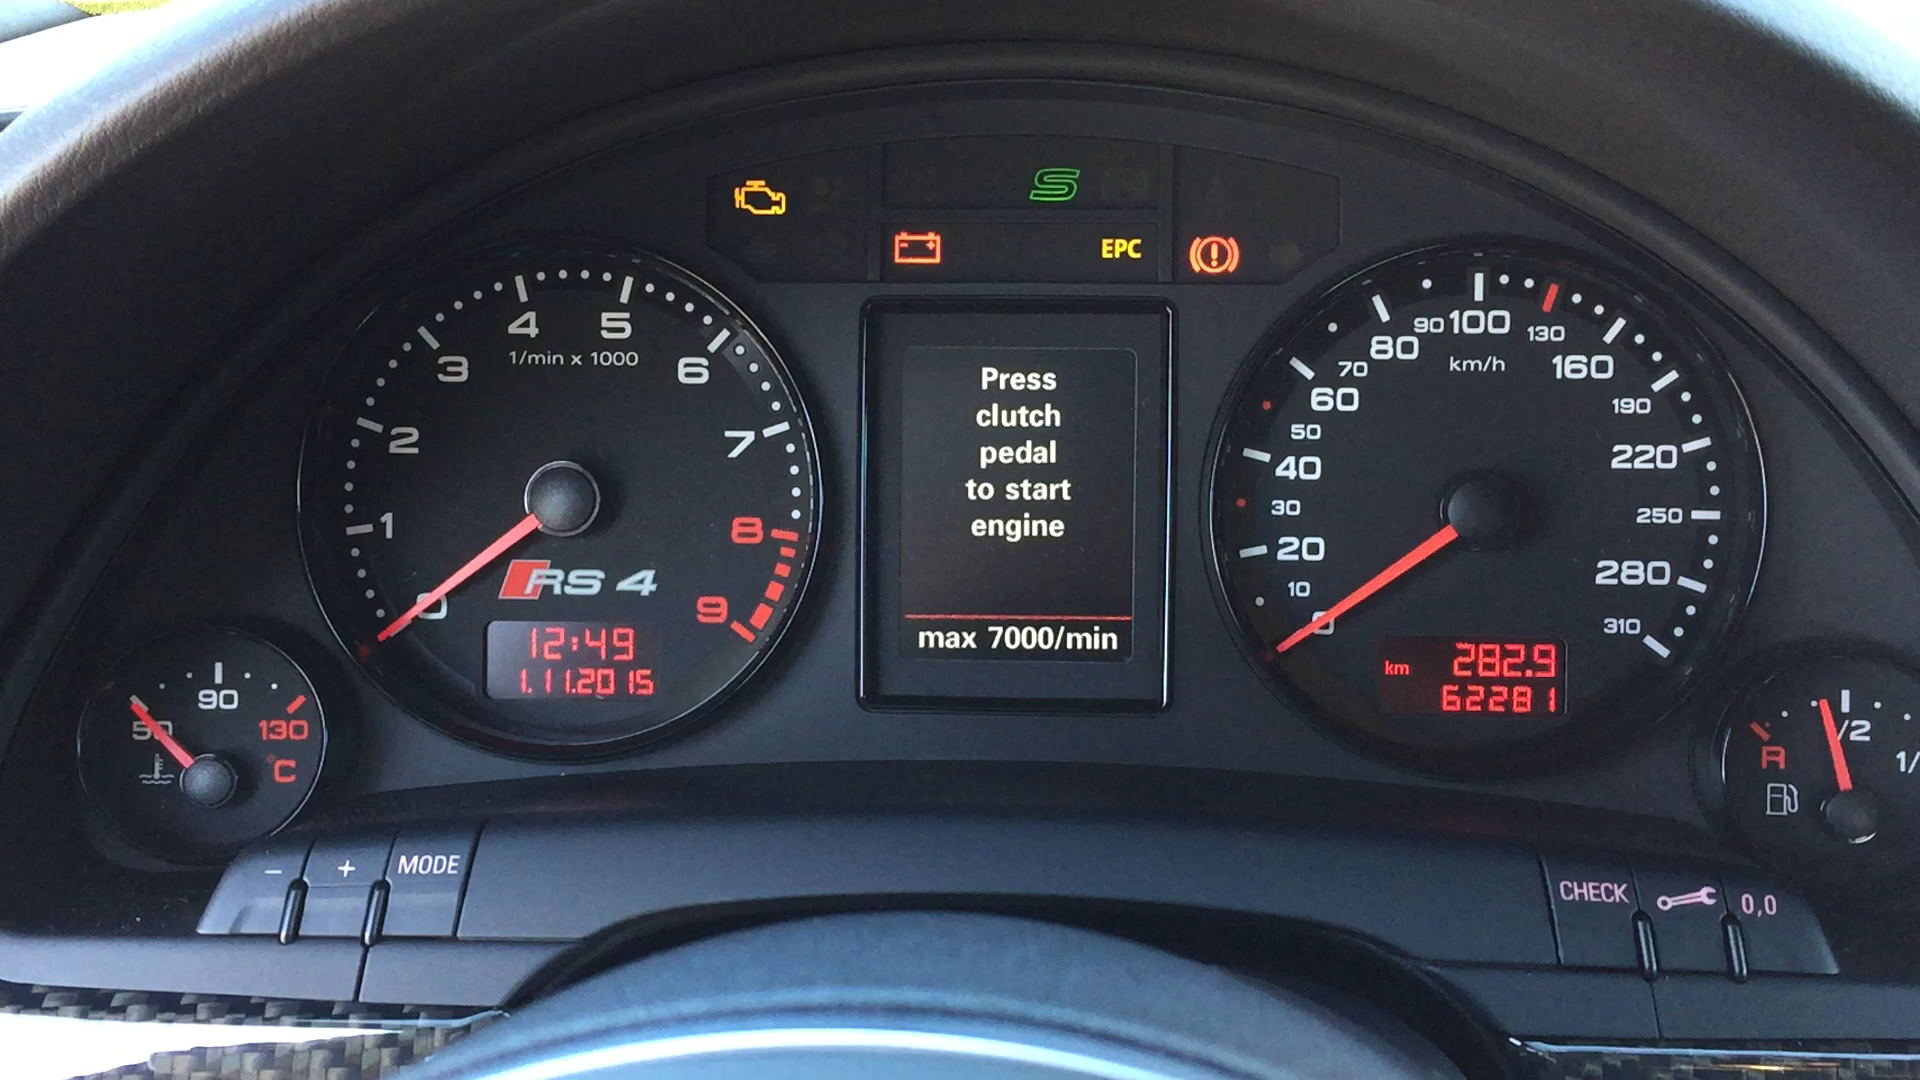 S
EPC
4 5
3 6
1/min x 1000
2 7
1 8
0 9
RS 4
12:49
1.11.2015
50 90 130
°C
Press
clutch
pedal
to start
engine
max 7000/min
90 100 130
80 160
km/h
70 190
60
50 220
40
30 250
20 280
10 310
0
km 282.9
62281
R 1/2 1/
− + MODE
CHECK 0,0